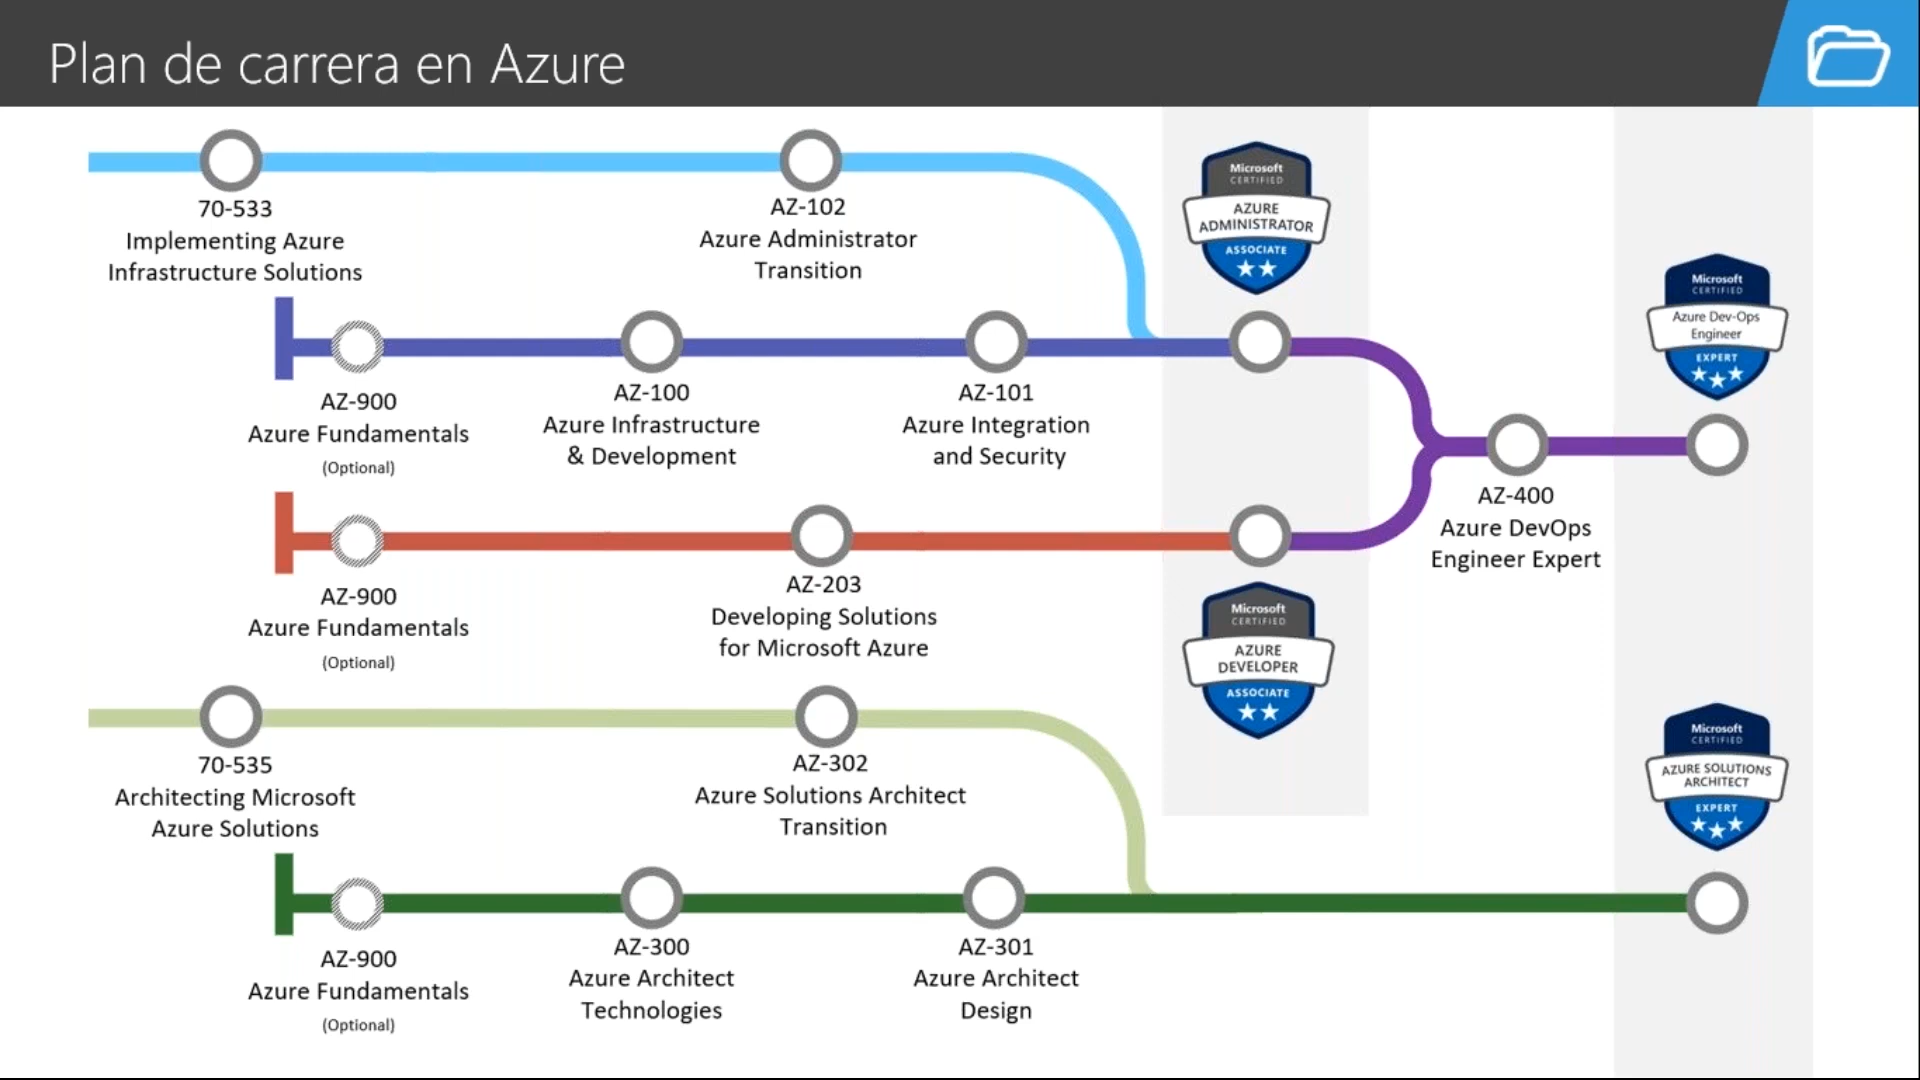 Plan de carrera en Azure
70-533
Implementing Azure
Infrastructure Solutions
AZ-102
Azure Administrator
Transition
Microsoft
CERTIFIED
AZURE
ADMINISTRATOR
ASSOCIATE
AZ-900
Azure Fundamentals
(Optional)
AZ-100
Azure Infrastructure
& Development
AZ-101
Azure Integration
and Security
Microsoft
CERTIFIED
Azure Dev-Ops
Engineer
EXPERT
AZ-400
Azure DevOps
Engineer Expert
AZ-900
Azure Fundamentals
(Optional)
AZ-203
Developing Solutions
for Microsoft Azure
Microsoft
CERTIFIED
AZURE
DEVELOPER
ASSOCIATE
70-535
Architecting Microsoft
Azure Solutions
AZ-302
Azure Solutions Architect
Transition
Microsoft
CERTIFIED
AZURE SOLUTIONS
ARCHITECT
EXPERT
AZ-900
Azure Fundamentals
(Optional)
AZ-300
Azure Architect
Technologies
AZ-301
Azure Architect
Design